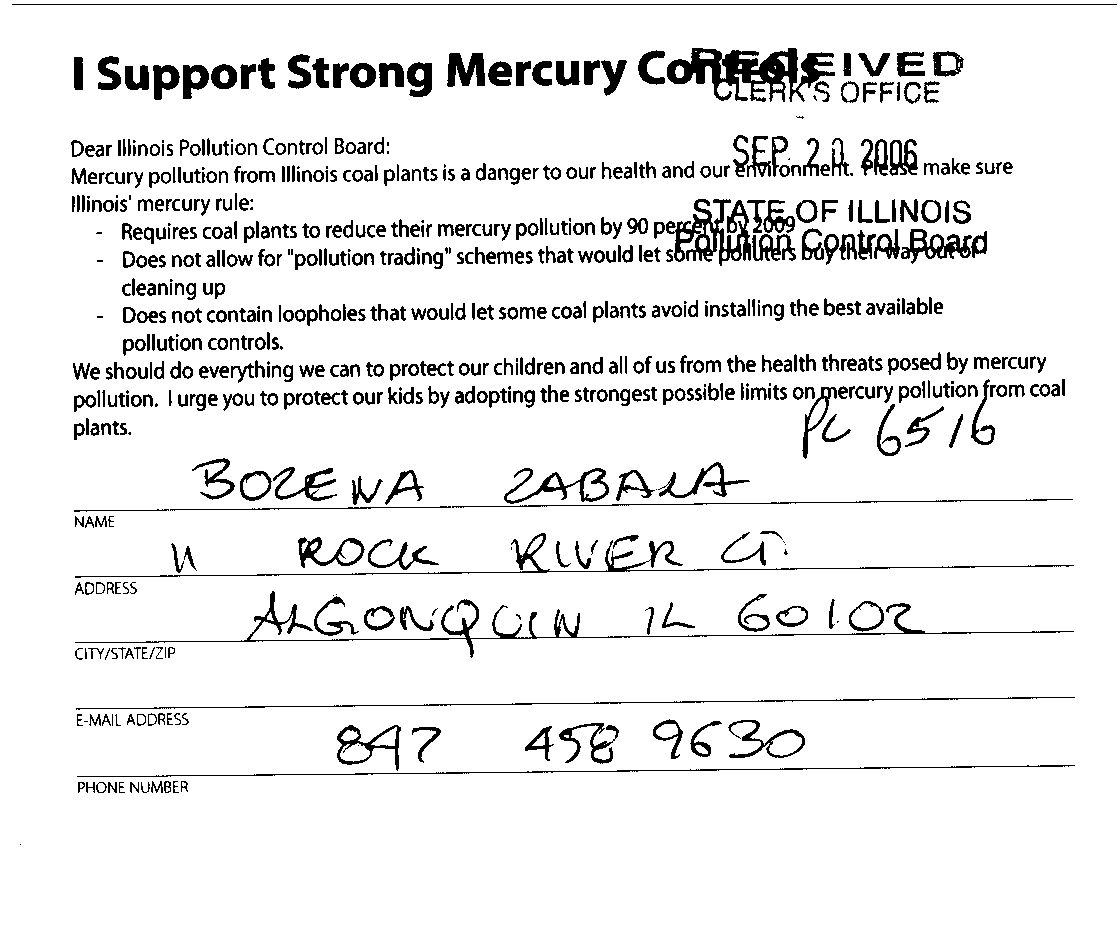 I Support Strong Mercury Controls
RECEIVED
CLERK'S OFFICE
SEP 20 2006
STATE OF ILLINOIS
Pollution Control Board
Dear Illinois Pollution Control Board:
Mercury pollution from Illinois coal plants is a danger to our health and our environment. Please make sure
Illinois' mercury rule:
- Requires coal plants to reduce their mercury pollution by 90 percent by 2009
- Does not allow for "pollution trading" schemes that would let some polluters buy their way out of
cleaning up
- Does not contain loopholes that would let some coal plants avoid installing the best available
pollution controls.
We should do everything we can to protect our children and all of us from the health threats posed by mercury
pollution. I urge you to protect our kids by adopting the strongest possible limits on mercury pollution from coal
plants.
PC 6516
BOZENA ZABALA
NAME
ROCK RIVER CT.
ADDRESS
ALGONQUIN IL 60102
CITY/STATE/ZIP
E-MAIL ADDRESS
847 458 9630
PHONE NUMBER